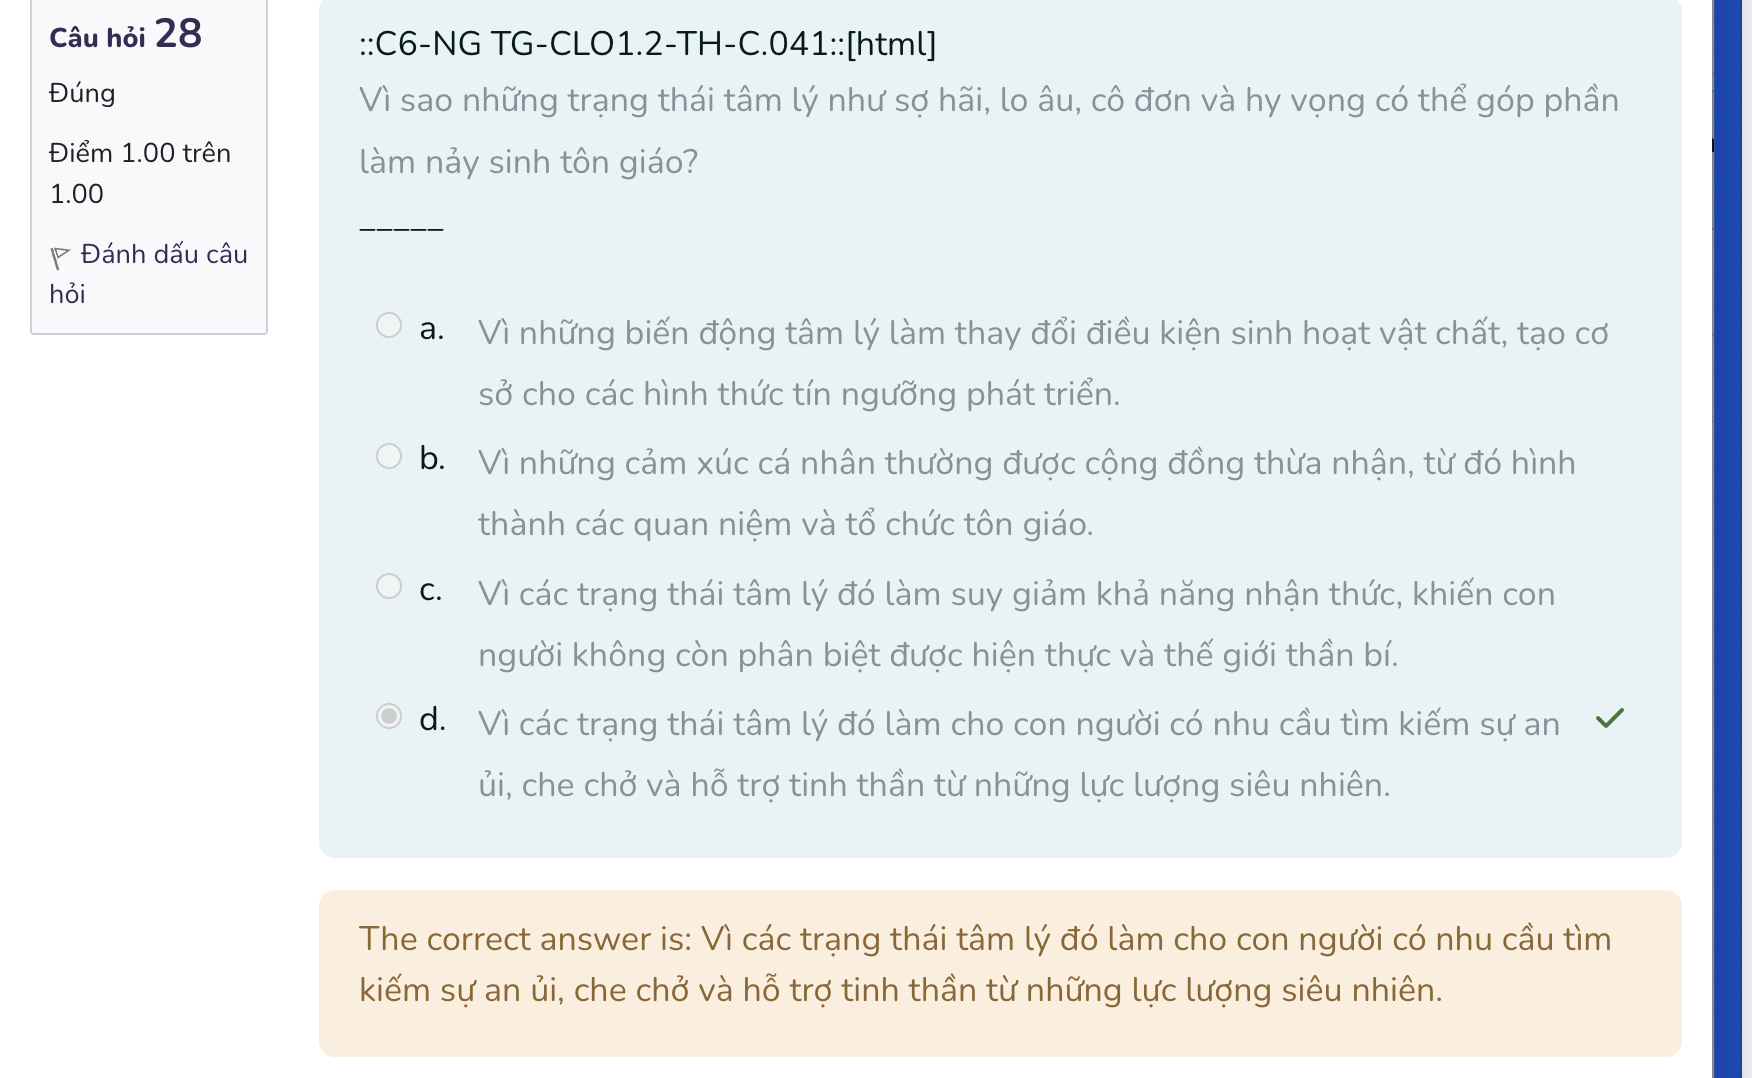 Câu hỏi 28
Đúng
Điểm 1.00 trên
1.00
Đánh dấu câu
hỏi
::C6-NG TG-CLO1.2-TH-C.041::[html]
Vì sao những trạng thái tâm lý như sợ hãi, lo âu, cô đơn và hy vọng có thể góp phần
làm nảy sinh tôn giáo?
_____
a. Vì những biến động tâm lý làm thay đổi điều kiện sinh hoạt vật chất, tạo cơ
sở cho các hình thức tín ngưỡng phát triển.
b. Vì những cảm xúc cá nhân thường được cộng đồng thừa nhận, từ đó hình
thành các quan niệm và tổ chức tôn giáo.
c. Vì các trạng thái tâm lý đó làm suy giảm khả năng nhận thức, khiến con
người không còn phân biệt được hiện thực và thế giới thần bí.
d. Vì các trạng thái tâm lý đó làm cho con người có nhu cầu tìm kiếm sự an
ủi, che chở và hỗ trợ tinh thần từ những lực lượng siêu nhiên.
The correct answer is: Vì các trạng thái tâm lý đó làm cho con người có nhu cầu tìm
kiếm sự an ủi, che chở và hỗ trợ tinh thần từ những lực lượng siêu nhiên.